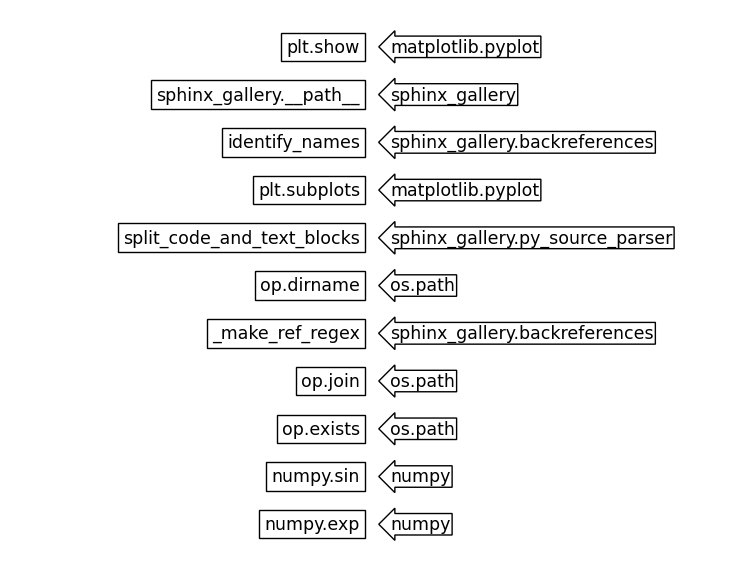 plt.show matplotlib.pyplot
sphinx_gallery.__path__ sphinx_gallery
identify_names sphinx_gallery.backreferences
plt.subplots matplotlib.pyplot
split_code_and_text_blocks sphinx_gallery.py_source_parser
op.dirname os.path
_make_ref_regex sphinx_gallery.backreferences
op.join os.path
op.exists os.path
numpy.sin numpy
numpy.exp numpy